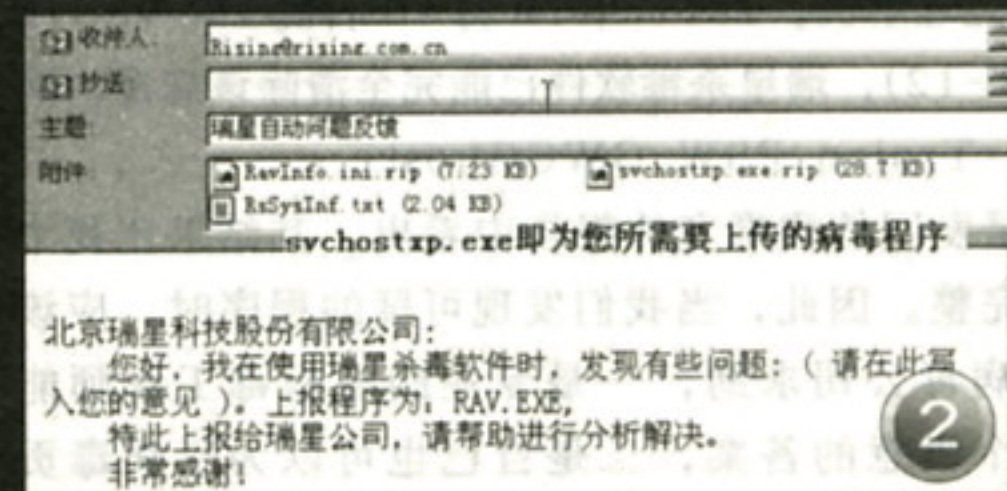 收件人:
Rising@rising.com.cn
抄送:
主题:
瑞星自动问题反馈
附件:
RavInfo.ini.rip (7.23 KB) svchostxp.exe.rip (28.7 KB)
RsSysInf.txt (2.04 KB)
svchostxp.exe即为您所需要上传的病毒程序
北京瑞星科技股份有限公司:
您好，我在使用瑞星杀毒软件时，发现有些问题:（ 请在此写
入您的意见 ）。上报程序为: RAV.EXE,
特此上报给瑞星公司，请帮助进行分析解决。
非常感谢!
2